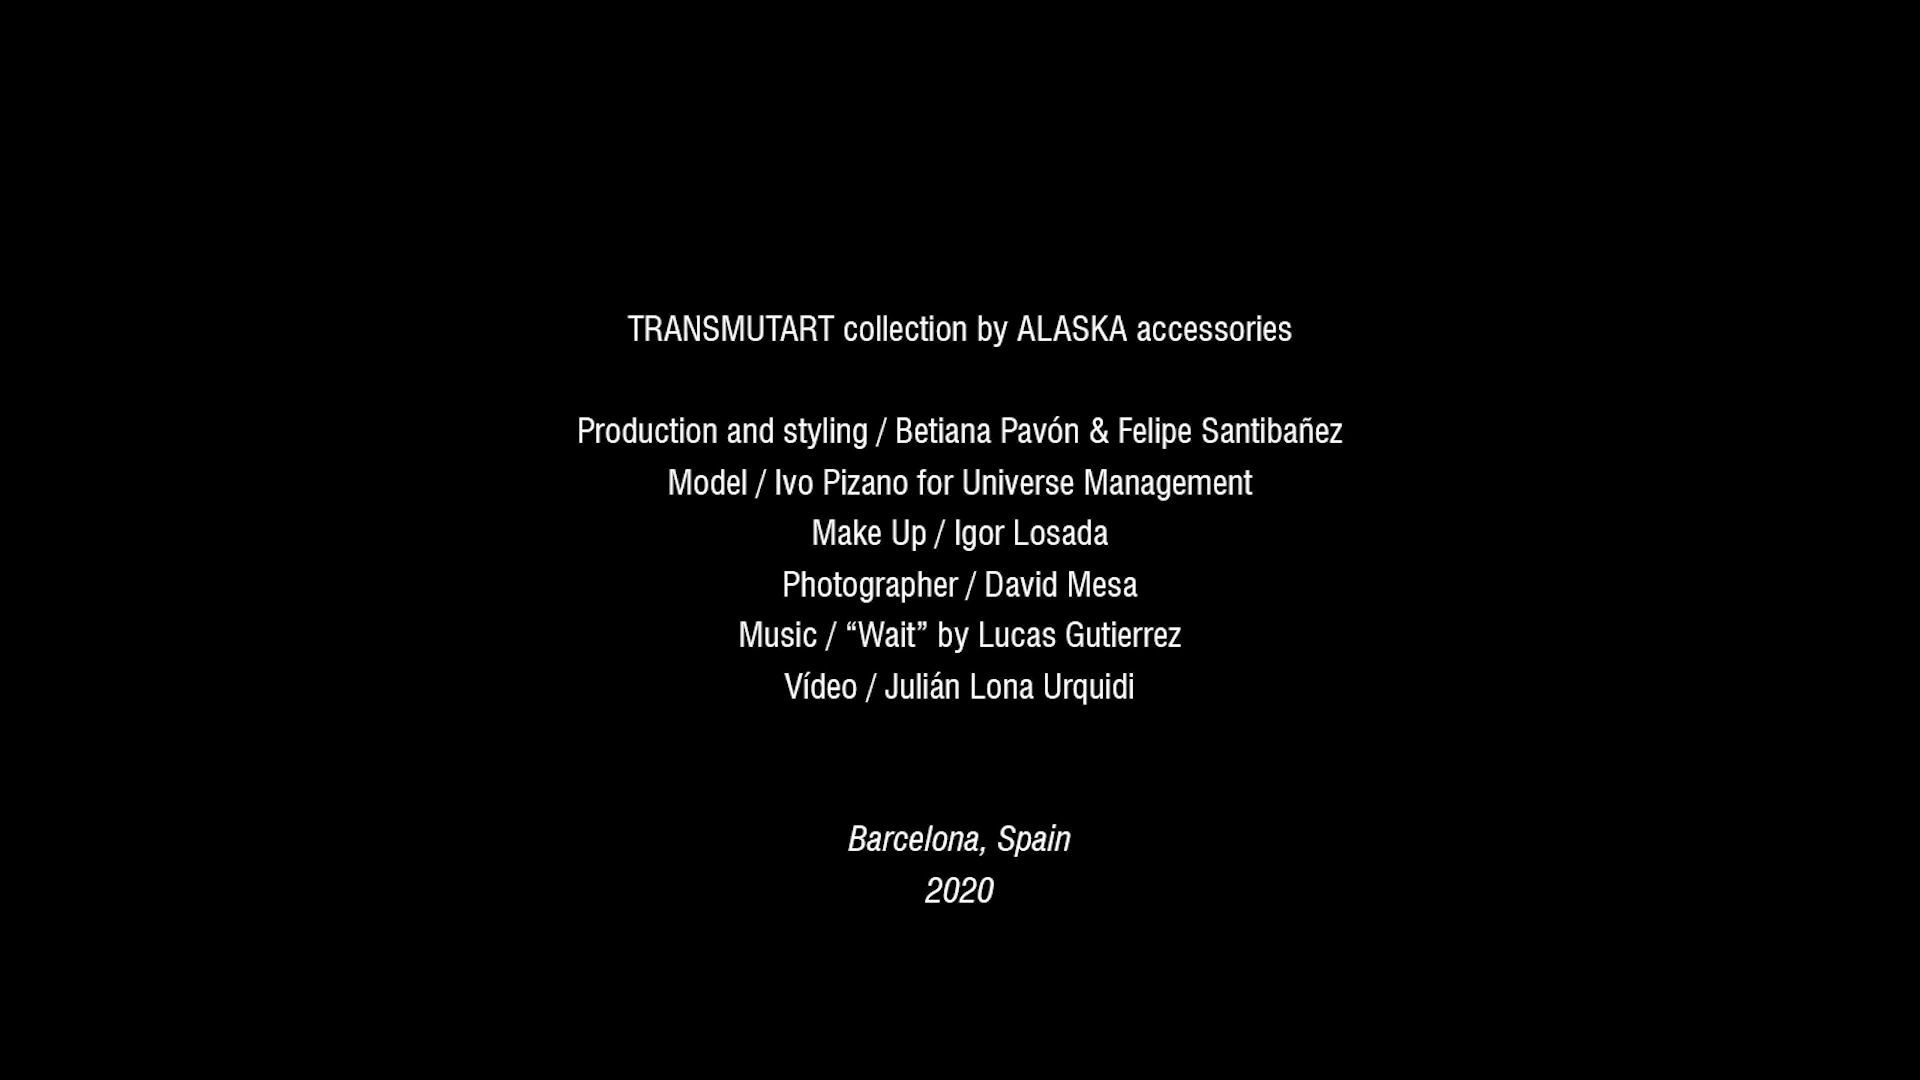 TRANSMUTART collection by ALASKA accessories
Production and styling / Betiana Pavón & Felipe Santibañez
Model / Ivo Pizano for Universe Management
Make Up / Igor Losada
Photographer / David Mesa
Music / “Wait” by Lucas Gutierrez
Vídeo / Julián Lona Urquidi
Barcelona, Spain
2020